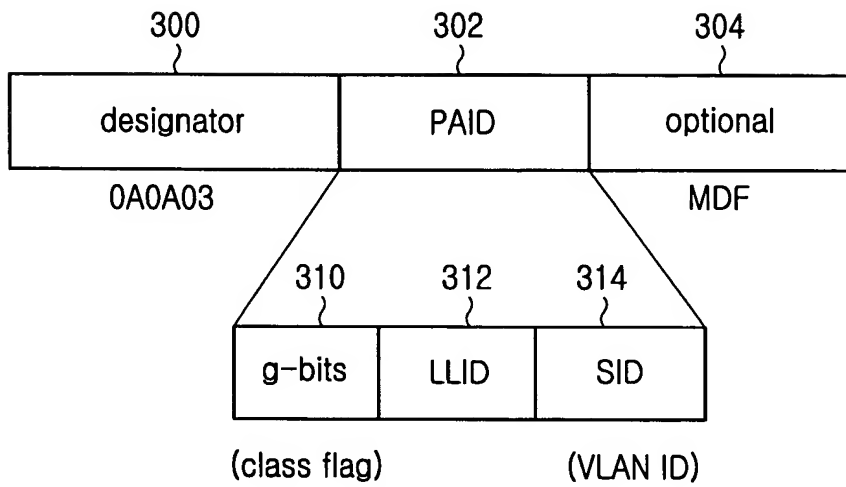 300 302 304
designator PAID optional
0A0A03 MDF
310 312 314
g-bits LLID SID
(class flag) (VLAN ID)